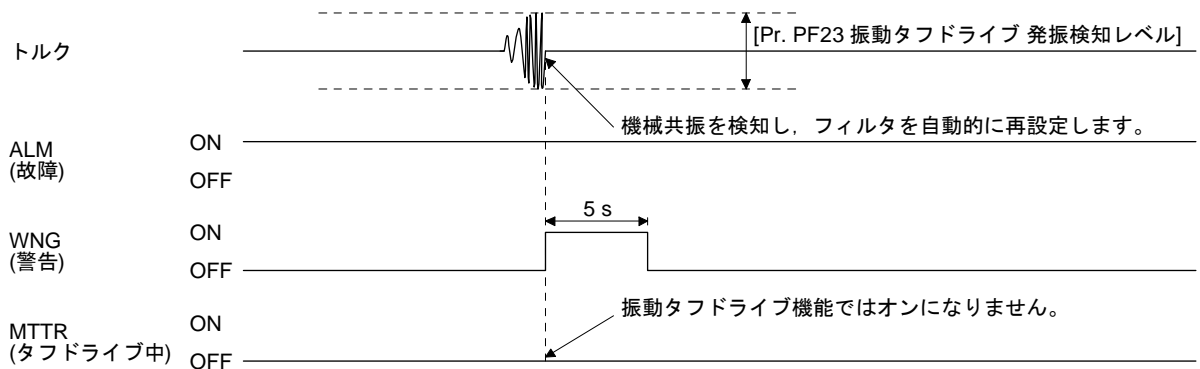 トルク
[Pr. PF23 振動タフドライブ 発振検知レベル]
機械共振を検知し，フィルタを自動的に再設定します。
ALM
(故障)
ON
OFF
5 s
WNG
(警告)
ON
OFF
振動タフドライブ機能ではオンになりません。
MTTR
(タフドライブ中)
ON
OFF